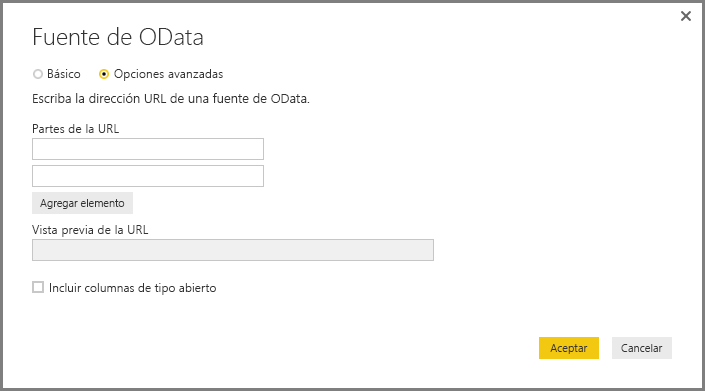 Fuente de OData
Básico Opciones avanzadas
Escriba la dirección URL de una fuente de OData.
Partes de la URL
Agregar elemento
Vista previa de la URL
Incluir columnas de tipo abierto
Aceptar Cancelar